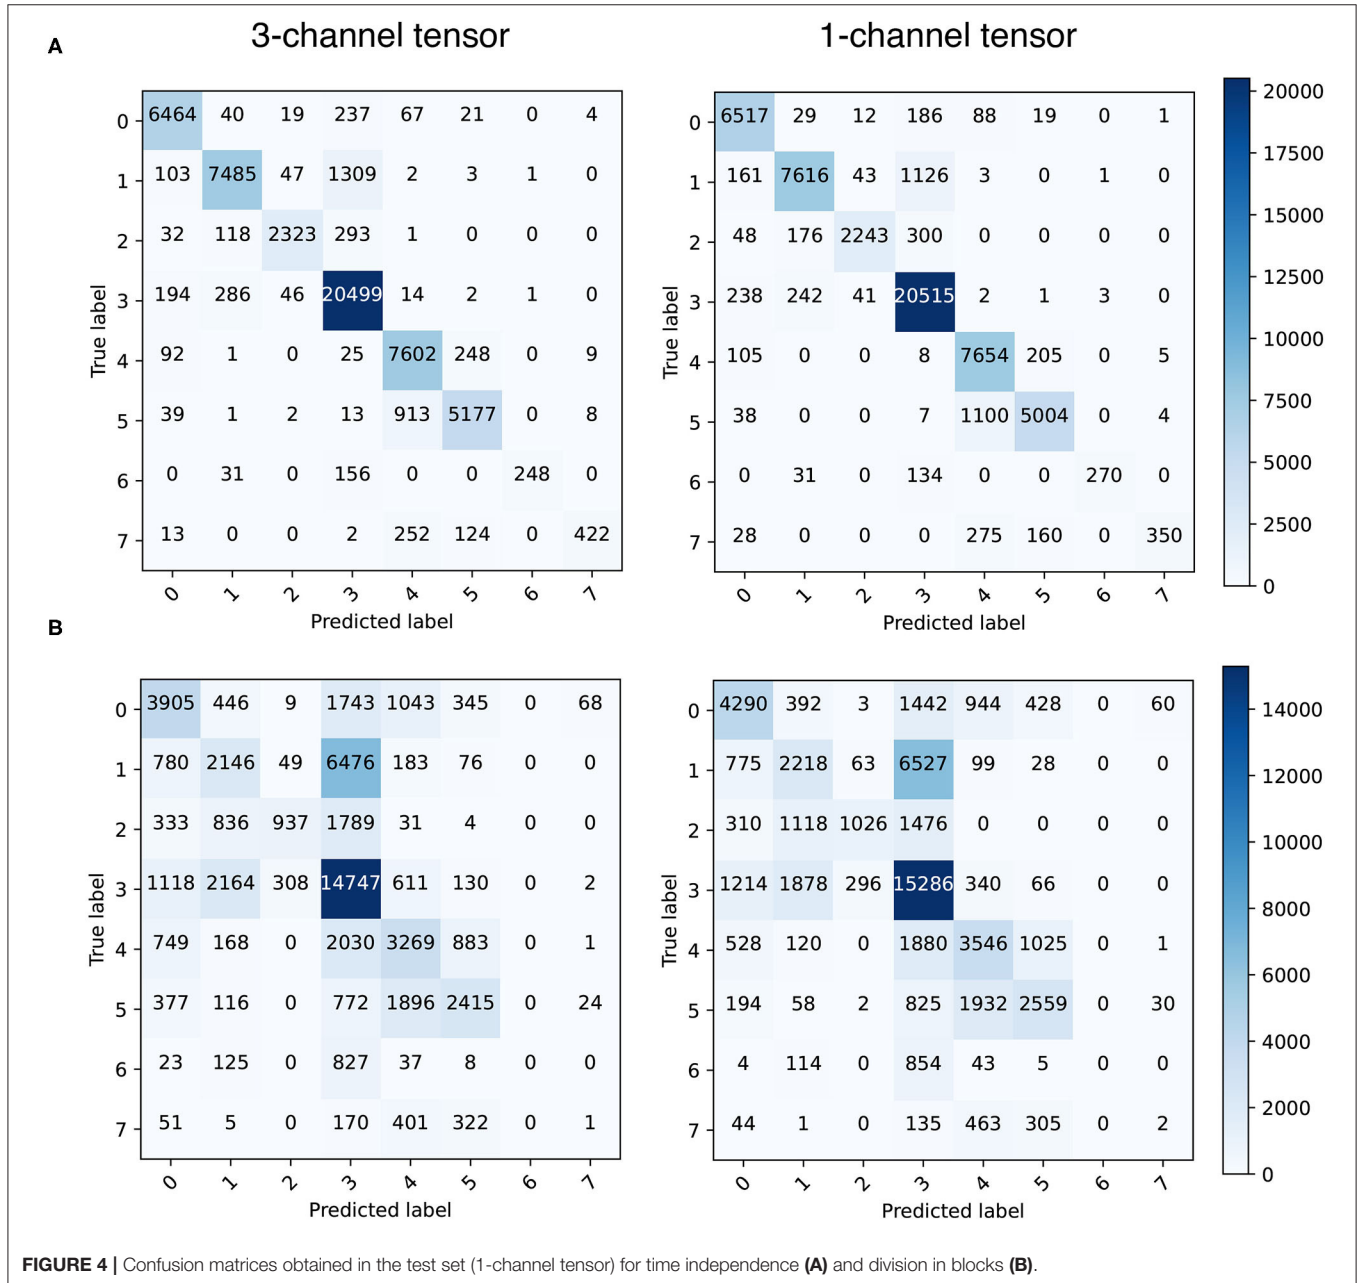 A
3-channel tensor 1-channel tensor
0 6464 40 19 237 67 21 0 4
1 103 7485 47 1309 2 3 1 0
2 32 118 2323 293 1 0 0 0
3 194 286 46 20499 14 2 1 0
4 92 1 0 25 7602 248 0 9
5 39 1 2 13 913 5177 0 8
6 0 31 0 156 0 0 248 0
7 13 0 0 2 252 124 0 422
True label
0 1 2 3 4 5 6 7
Predicted label
0 6517 29 12 186 88 19 0 1
1 161 7616 43 1126 3 0 1 0
2 48 176 2243 300 0 0 0 0
3 238 242 41 20515 2 1 3 0
4 105 0 0 8 7654 205 0 5
5 38 0 0 7 1100 5004 0 4
6 0 31 0 134 0 0 270 0
7 28 0 0 0 275 160 0 350
True label
0 1 2 3 4 5 6 7
Predicted label
20000
17500
15000
12500
10000
7500
5000
2500
0
B
0 3905 446 9 1743 1043 345 0 68
1 780 2146 49 6476 183 76 0 0
2 333 836 937 1789 31 4 0 0
3 1118 2164 308 14747 611 130 0 2
4 749 168 0 2030 3269 883 0 1
5 377 116 0 772 1896 2415 0 24
6 23 125 0 827 37 8 0 0
7 51 5 0 170 401 322 0 1
True label
0 1 2 3 4 5 6 7
Predicted label
0 4290 392 3 1442 944 428 0 60
1 775 2218 63 6527 99 28 0 0
2 310 1118 1026 1476 0 0 0 0
3 1214 1878 296 15286 340 66 0 0
4 528 120 0 1880 3546 1025 0 1
5 194 58 2 825 1932 2559 0 30
6 4 114 0 854 43 5 0 0
7 44 1 0 135 463 305 0 2
True label
0 1 2 3 4 5 6 7
Predicted label
14000
12000
10000
8000
6000
4000
2000
0
FIGURE 4 | Confusion matrices obtained in the test set (1-channel tensor) for time independence (A) and division in blocks (B).